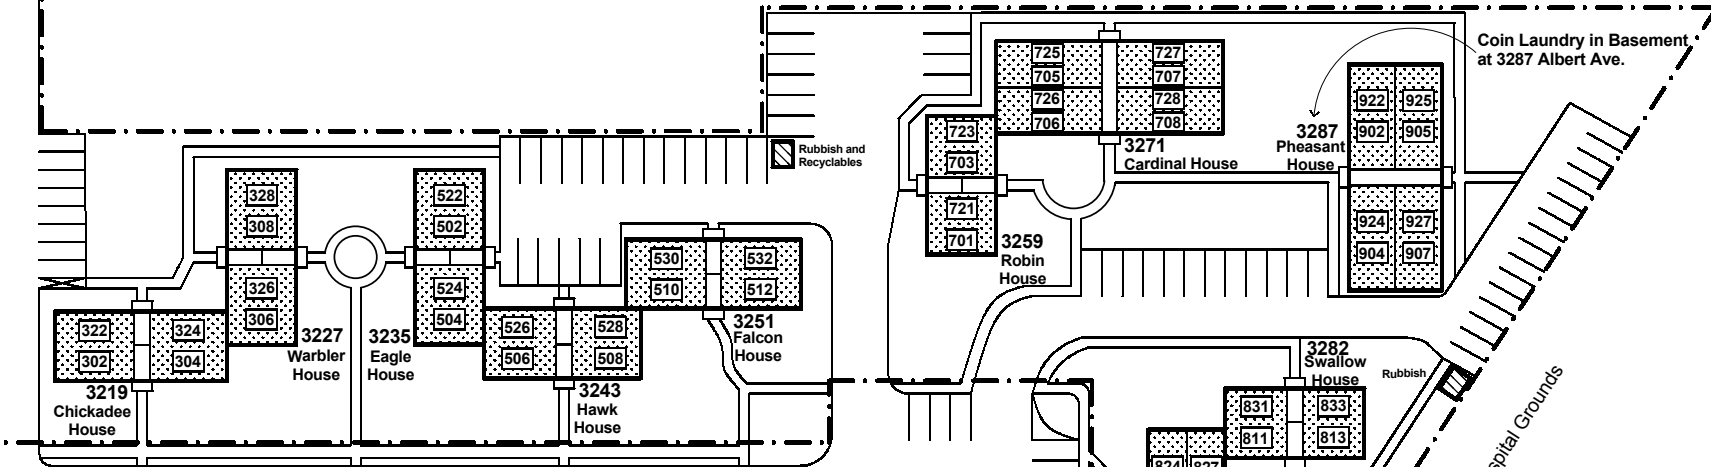 Coin Laundry in Basement
at 3287 Albert Ave.
725
727
705
707
726
728
706
708
3271
Cardinal House
922
925
902
905
3287
Pheasant
House
924
927
904
907
Rubbish and
Recyclables
723
703
721
701
3259
Robin
House
328
308
326
306
3227
Warbler
House
522
502
524
504
3235
Eagle
House
530
532
510
512
3251
Falcon
House
322
324
302
304
3219
Chickadee
House
526
528
506
508
3243
Hawk
House
3282
Swallow
House
Rubbish
831
833
811
813
824
827
spital Grounds